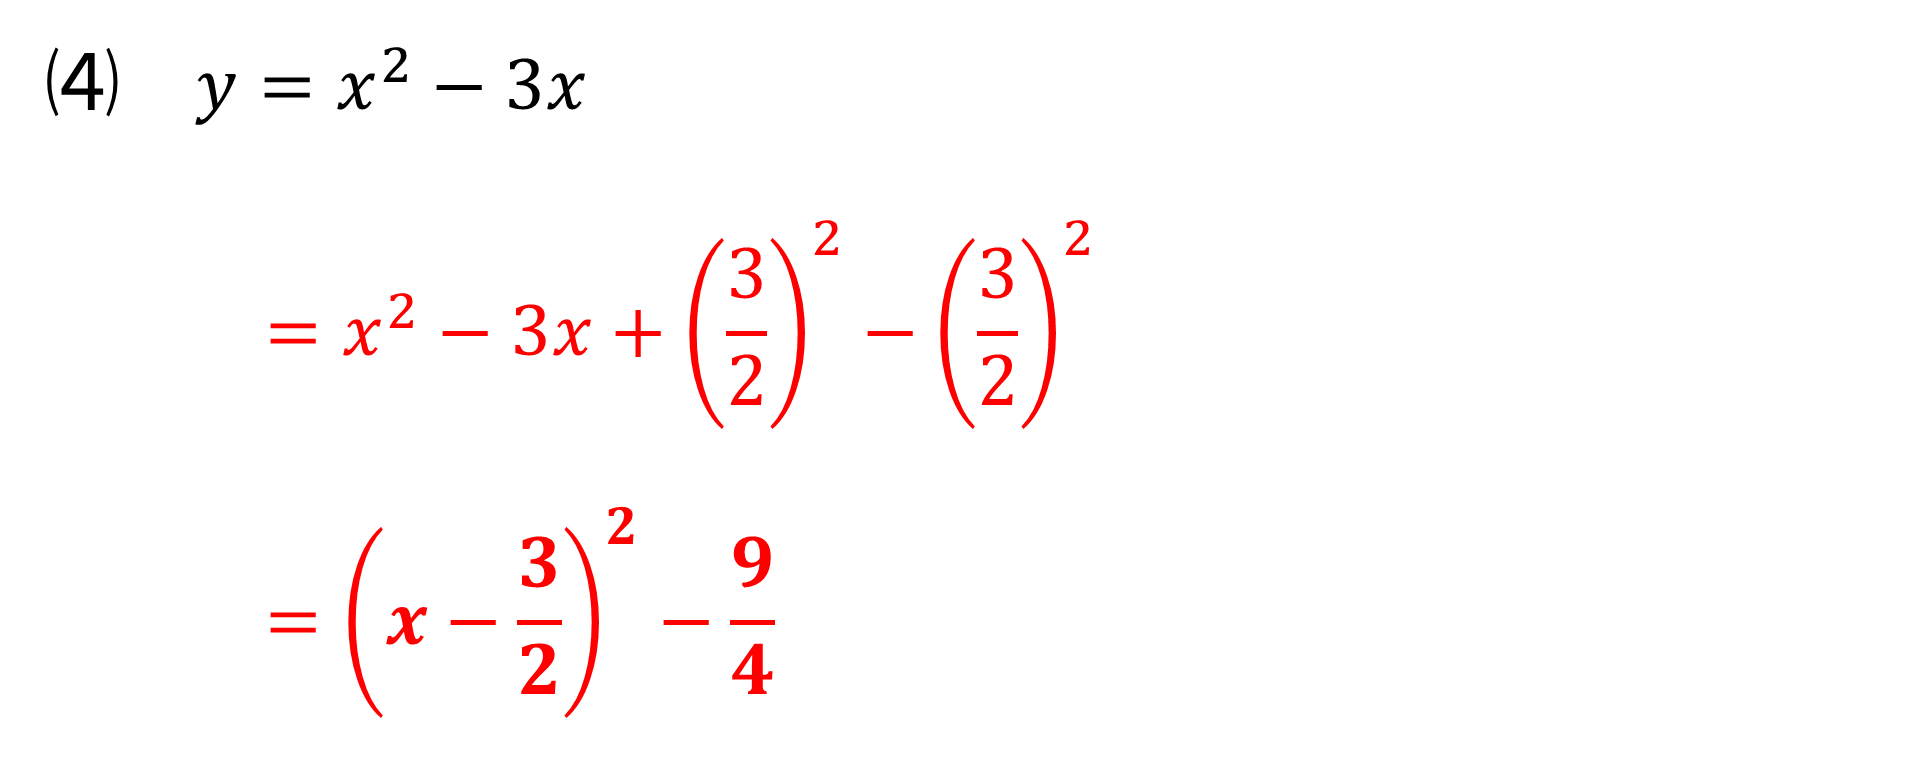 (4) y = x² − 3x
= x² − 3x + (3/2)² − (3/2)²
= (x − 3/2)² − 9/4